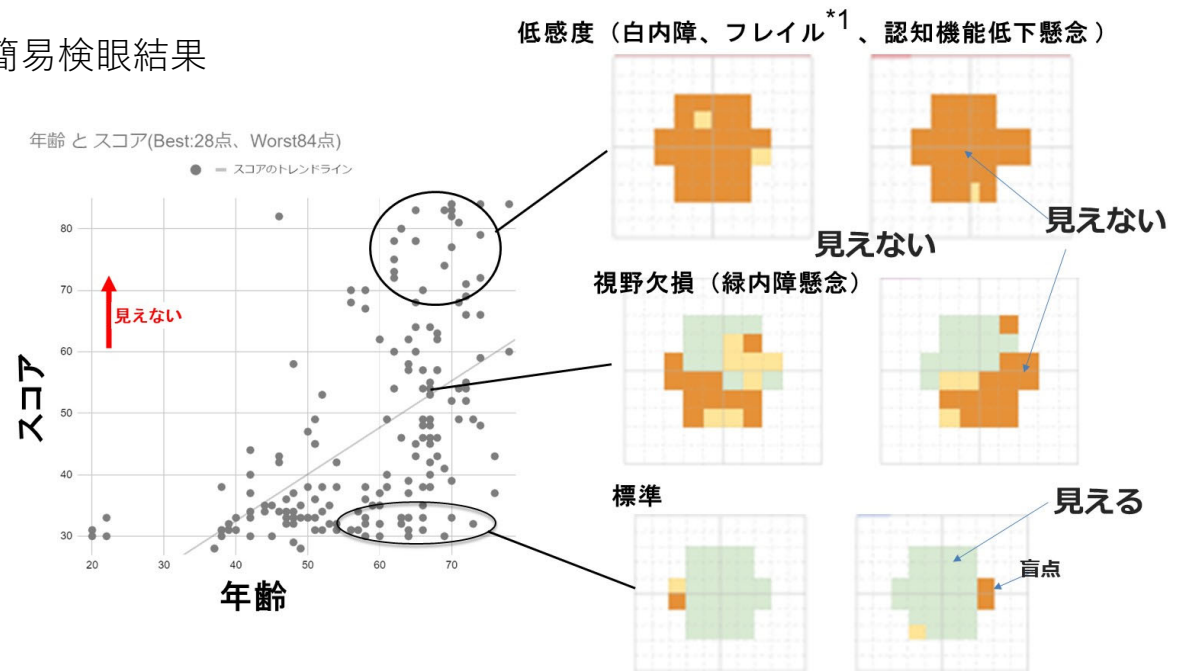 簡易検眼結果
年齢 と スコア(Best:28点、Worst84点)
スコアのトレンドライン
80
70
60
50
40
30
20
30
40
50
60
70
見えない
スコア
年齢
低感度（白内障、フレイル*1、認知機能低下懸念）
見えない
見えない
視野欠損（緑内障懸念）
標準
見える
盲点